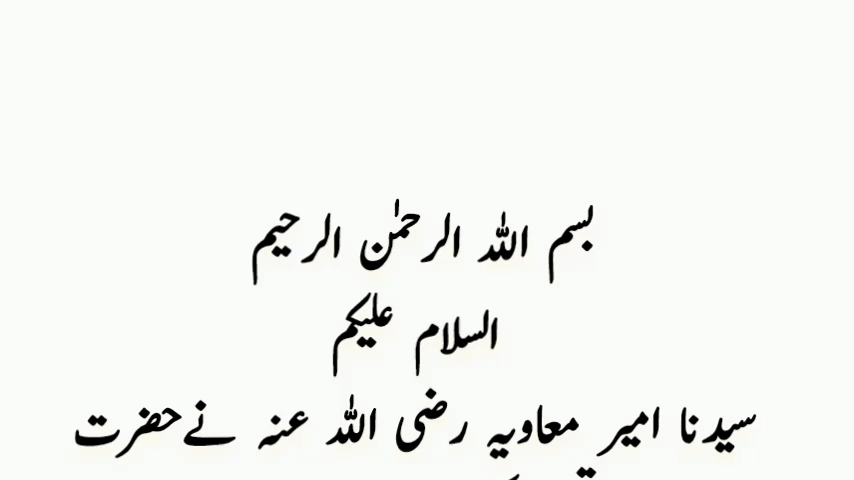 بسم اللہ الرحمٰن الرحیم
السلام علیکم
سیدنا امیر معاویہ رضی اللہ عنہ نے حضرت